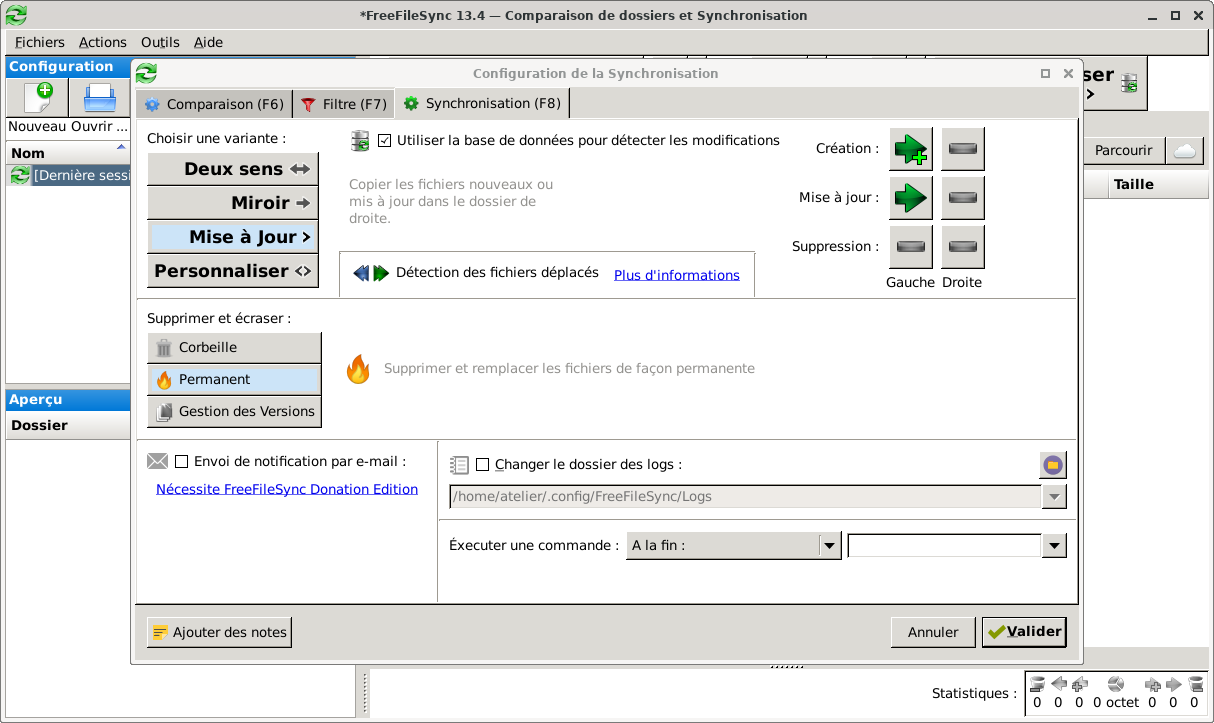 *FreeFileSync 13.4 — Comparaison de dossiers et Synchronisation
Fichiers Actions Outils Aide
Configuration
Nouveau Ouvrir ...
Nom
[Dernière sessi
Aperçu
Dossier
ser
>
Parcourir
Taille
Configuration de la Synchronisation
Comparaison (F6) Filtre (F7) Synchronisation (F8)
Choisir une variante :
Deux sens
Miroir
Mise à Jour >
Personnaliser <>
Utiliser la base de données pour détecter les modifications
Copier les fichiers nouveaux ou
mis à jour dans le dossier de
droite.
Détection des fichiers déplacés Plus d'informations
Création :
Mise à jour :
Suppression :
Gauche Droite
Supprimer et écraser :
Corbeille
Permanent
Gestion des Versions
Supprimer et remplacer les fichiers de façon permanente
Envoi de notification par e-mail :
Nécessite FreeFileSync Donation Edition
Changer le dossier des logs :
/home/atelier/.config/FreeFileSync/Logs
Éxecuter une commande : A la fin :
Ajouter des notes
Annuler
Valider
Statistiques :
0 0 0 0 octet 0 0 0